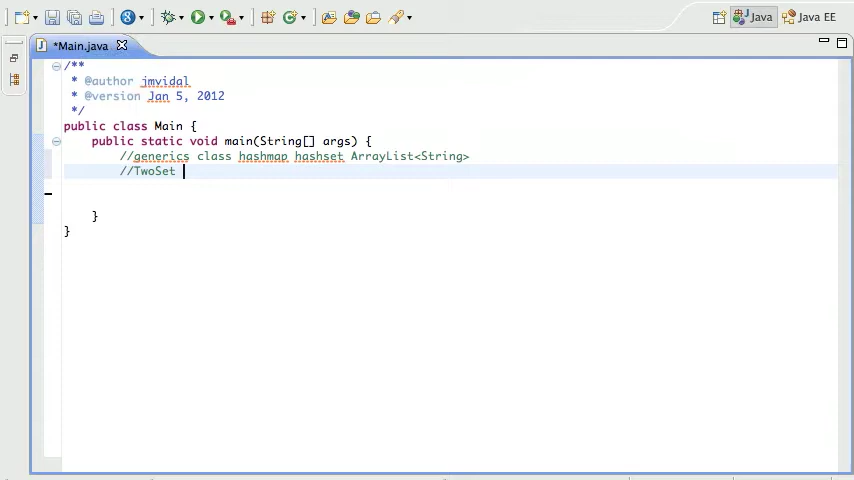 Java
Java EE
*Main.java
/**
 * @author jmvidal
 * @version Jan 5, 2012
 */
public class Main {
    public static void main(String[] args) {
        //generics class hashmap hashset ArrayList<String>
        //TwoSet
    }
}